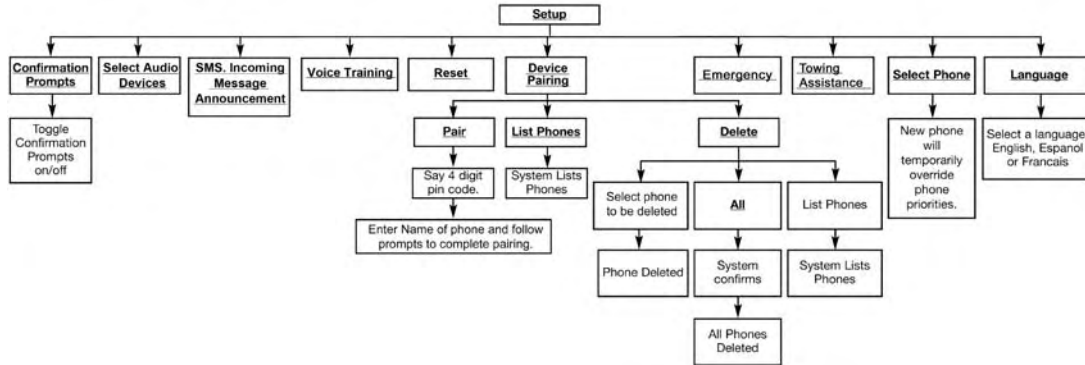 Setup
Confirmation
Prompts
Select Audio
Devices
SMS. Incoming
Message
Announcement
Voice Training
Reset
Device
Pairing
Emergency
Towing
Assistance
Select Phone
Language
Toggle
Confirmation
Prompts
on/off
Pair
List Phones
Delete
New phone
will
temporarily
override
phone
priorities.
Select a language
English, Espanol
or Francais
Say 4 digit
pin code.
System Lists
Phones
Select phone
to be deleted
All
List Phones
Enter Name of phone and follow
prompts to complete pairing.
Phone Deleted
System
confirms
System Lists
Phones
All Phones
Deleted